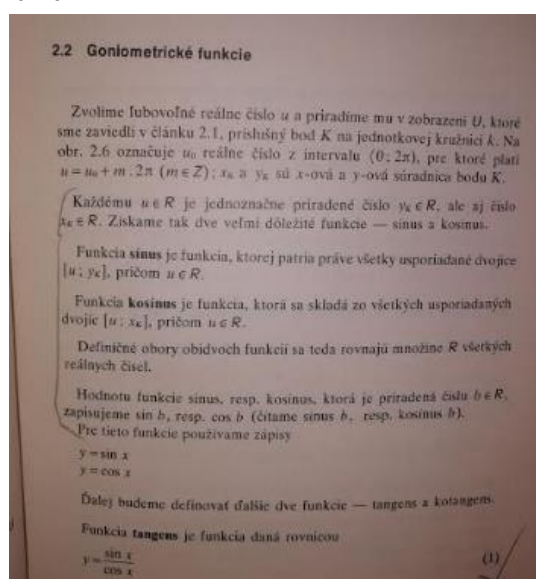 2.2 Goniometrické funkcie
Zvolíme ľubovoľné reálne číslo u a priradíme mu v zobrazení U, ktoré
sme zaviedli v článku 2.1, príslušný bod K na jednotkovej kružnici k. Na
obr. 2.6 označuje u₀ reálne číslo z intervalu ⟨0; 2π), pre ktoré platí
u = u₀ + m . 2π (m ∈ Z); xₖ a yₖ sú x-ová a y-ová súradnica bodu K.
Každému u ∈ R je jednoznačne priradené číslo yₖ ∈ R, ale aj číslo
xₖ ∈ R. Získame tak dve veľmi dôležité funkcie — sínus a kosínus.
Funkcia sínus je funkcia, ktorej patria práve všetky usporiadané dvojice
[u ; yₖ], pričom u ∈ R.
Funkcia kosínus je funkcia, ktorá sa skladá zo všetkých usporiadaných
dvojíc [u ; xₖ], pričom u ∈ R.
Definičné obory obidvoch funkcií sa teda rovnajú množine R všetkých
reálnych čísel.
Hodnotu funkcie sínus, resp. kosínus, ktorá je priradená číslu b ∈ R,
zapisujeme sin b, resp. cos b (čítame sínus b, resp. kosínus b).
Pre tieto funkcie používame zápisy
y = sin x
y = cos x
Ďalej budeme definovať ďalšie dve funkcie — tangens a kotangens.
Funkcia tangens je funkcia daná rovnicou
y = sin x / cos x (1)